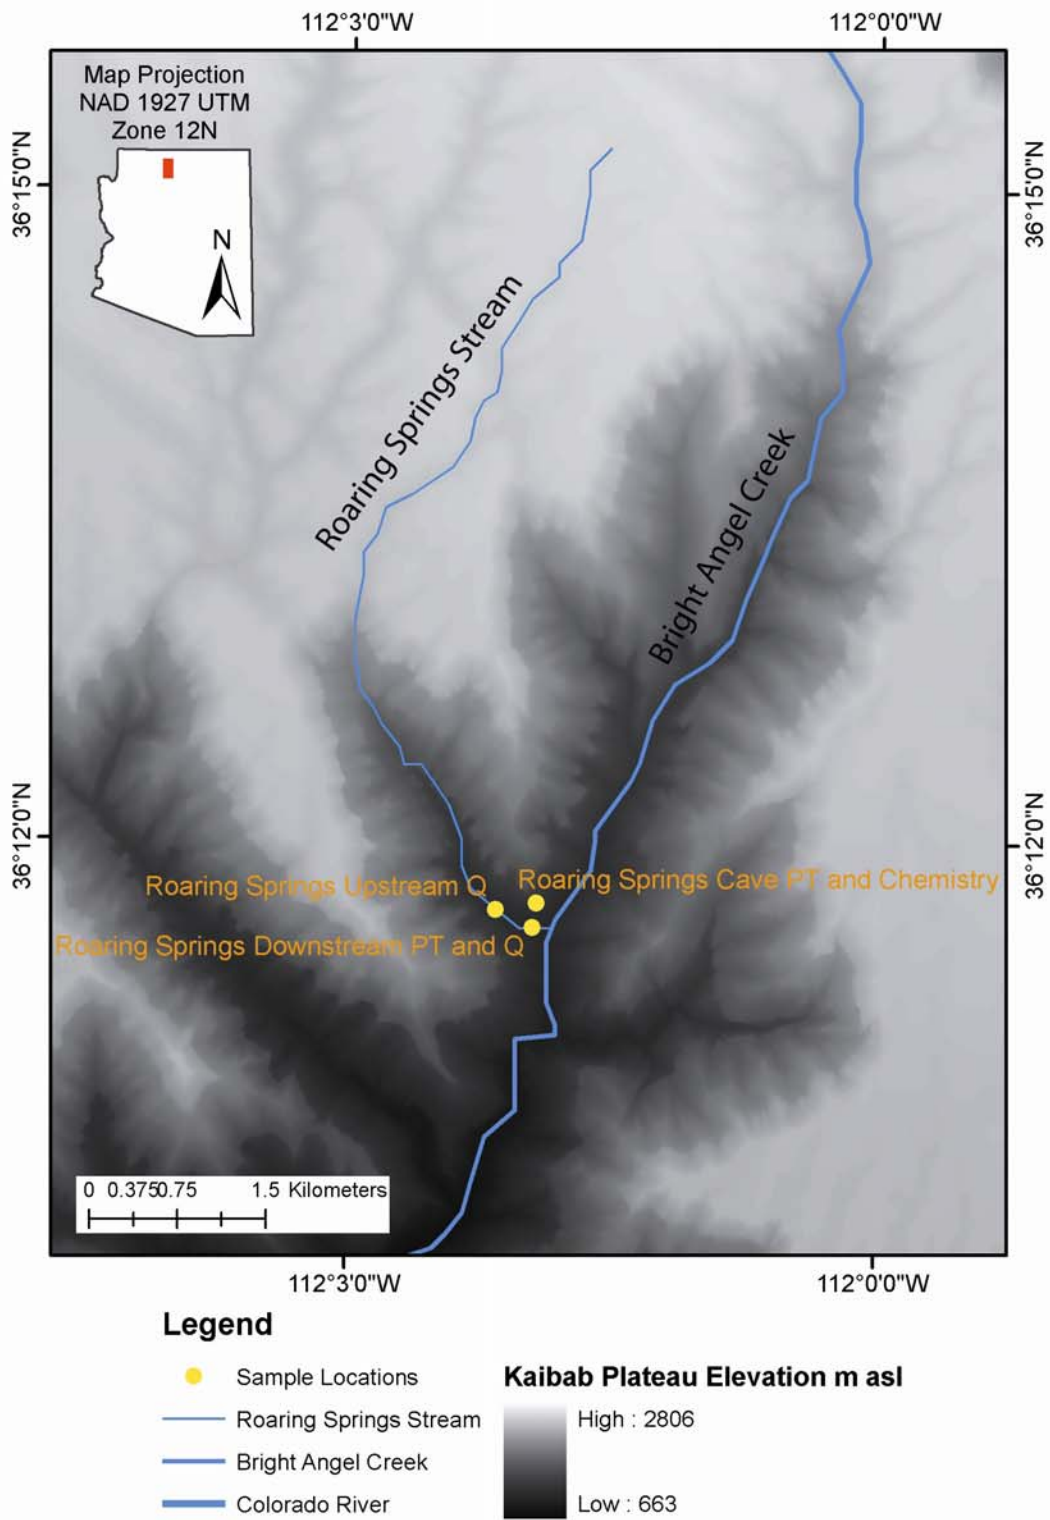 112°3'0"W
112°0'0"W
Map Projection
NAD 1927 UTM
Zone 12N
N
36°15'0"N
36°15'0"N
Roaring Springs Stream
Bright Angel Creek
36°12'0"N
36°12'0"N
Roaring Springs Upstream Q
Roaring Springs Cave PT and Chemistry
Roaring Springs Downstream PT and Q
0 0.375 0.75 1.5 Kilometers
112°3'0"W
112°0'0"W
Legend
Sample Locations
Roaring Springs Stream
Bright Angel Creek
Colorado River
Kaibab Plateau Elevation m asl
High : 2806
Low : 663